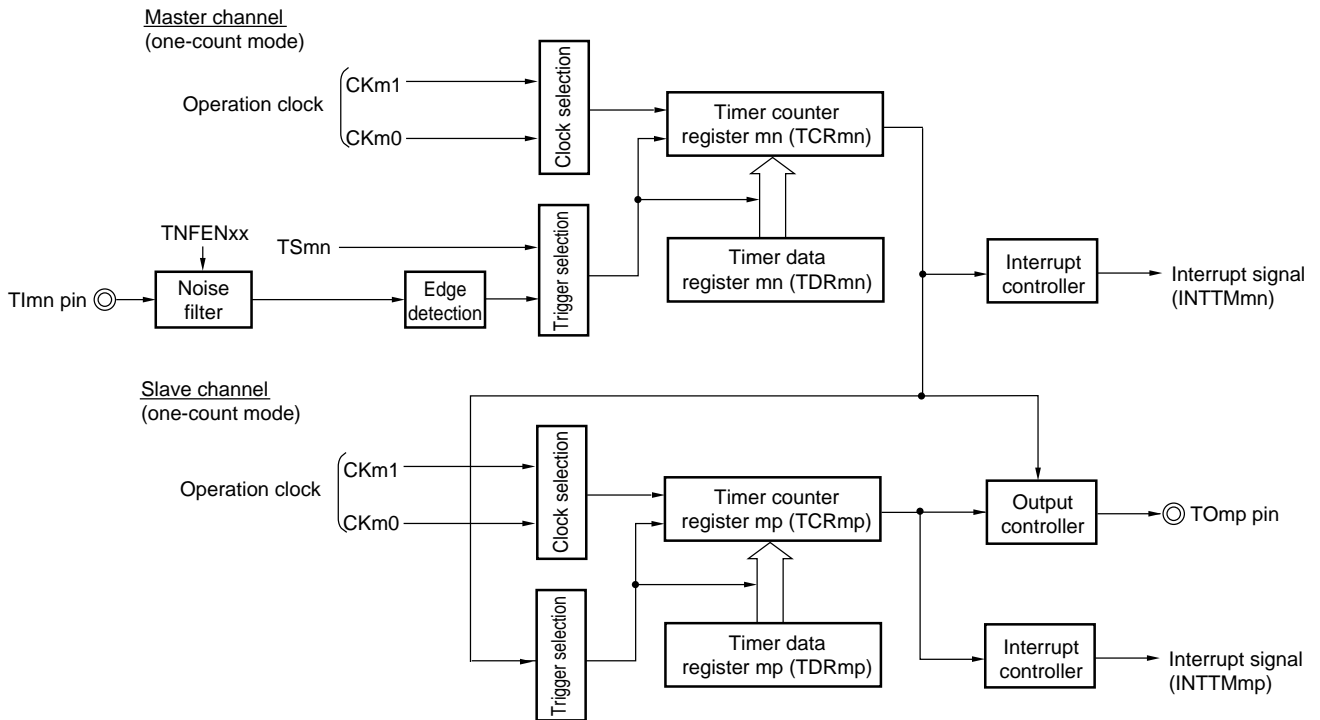 Master channel
(one-count mode)
Operation clock
CKm1
CKm0
Clock selection
Timer counter
register mn (TCRmn)
TNFENxx
TSmn
TImn pin
Noise
filter
Edge
detection
Trigger selection
Timer data
register mn (TDRmn)
Interrupt
controller
Interrupt signal
(INTTMmn)
Slave channel
(one-count mode)
Operation clock
CKm1
CKm0
Clock selection
Timer counter
register mp (TCRmp)
Output
controller
TOmp pin
Trigger selection
Timer data
register mp (TDRmp)
Interrupt
controller
Interrupt signal
(INTTMmp)